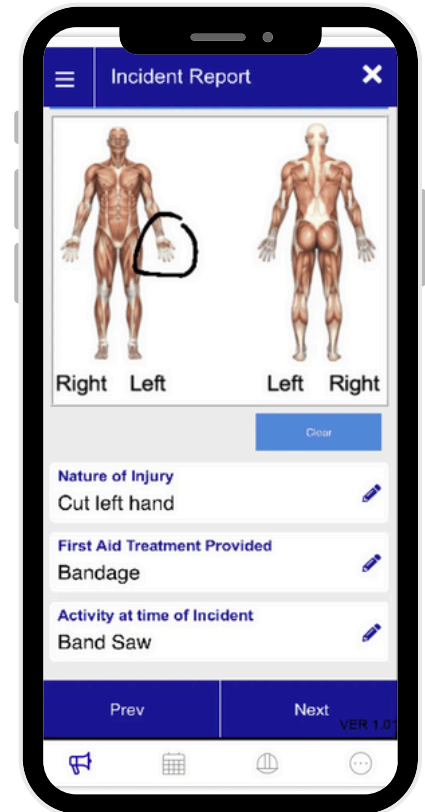 Incident Report
Right Left Left Right
Clear
Nature of Injury
Cut left hand
First Aid Treatment Provided
Bandage
Activity at time of Incident
Band Saw
Prev Next
VER 1.01